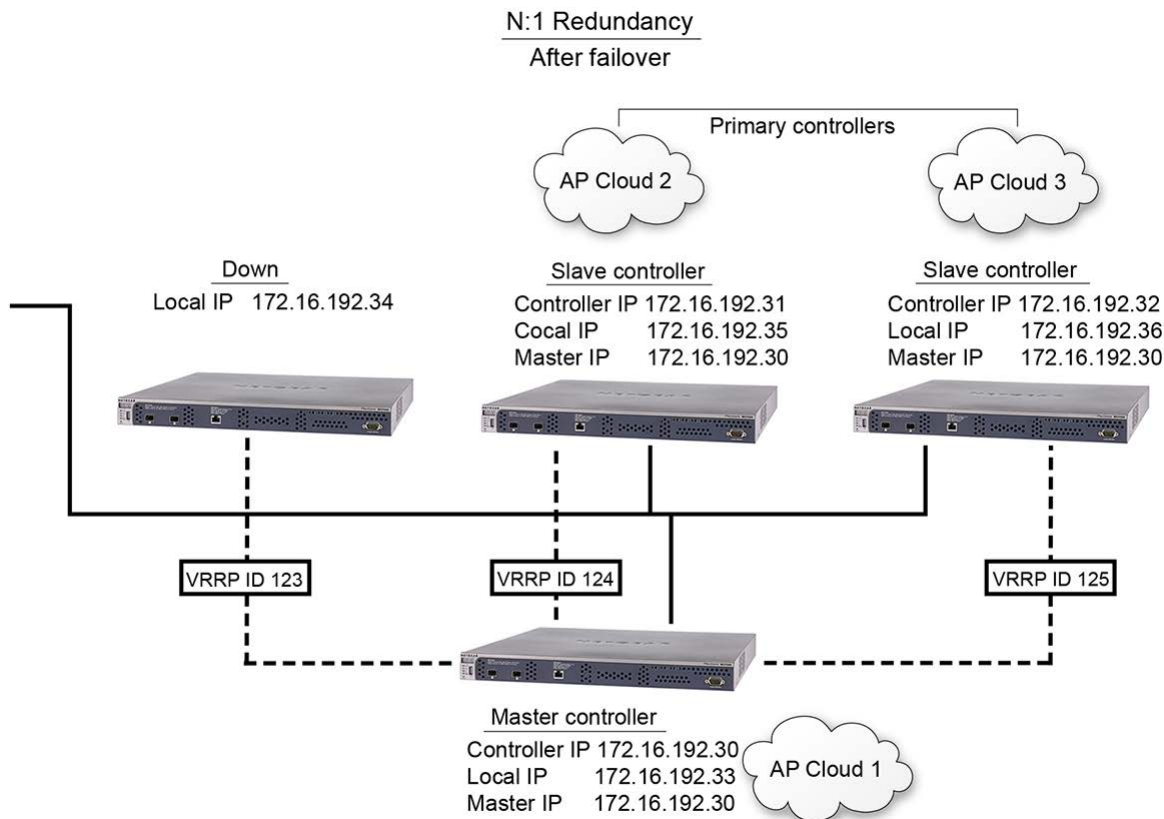 N:1 Redundancy
After failover
Primary controllers
AP Cloud 2
AP Cloud 3
Down
Local IP 172.16.192.34
Slave controller
Controller IP 172.16.192.31
Cocal IP 172.16.192.35
Master IP 172.16.192.30
Slave controller
Controller IP 172.16.192.32
Local IP 172.16.192.36
Master IP 172.16.192.30
VRRP ID 123
VRRP ID 124
VRRP ID 125
Master controller
Controller IP 172.16.192.30
Local IP 172.16.192.33
Master IP 172.16.192.30
AP Cloud 1